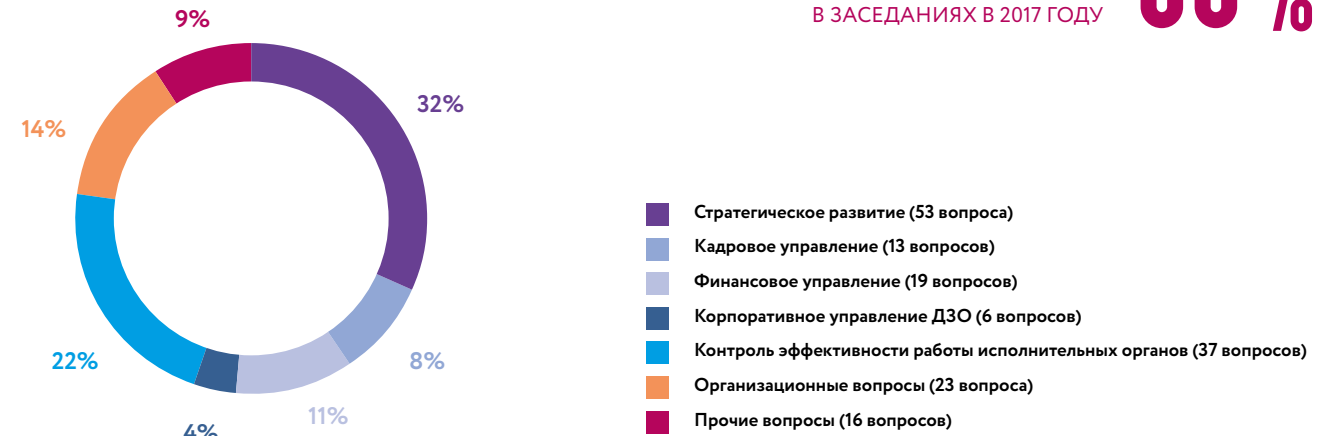 9%
В ЗАСЕДАНИЯХ В 2017 ГОДУ
32%
14%
Стратегическое развитие (53 вопроса)
Кадровое управление (13 вопросов)
Финансовое управление (19 вопросов)
Корпоративное управление ДЗО (6 вопросов)
Контроль эффективности работы исполнительных органов (37 вопросов)
22%
8%
Организационные вопросы (23 вопроса)
11%
Прочие вопросы (16 вопросов)
4%